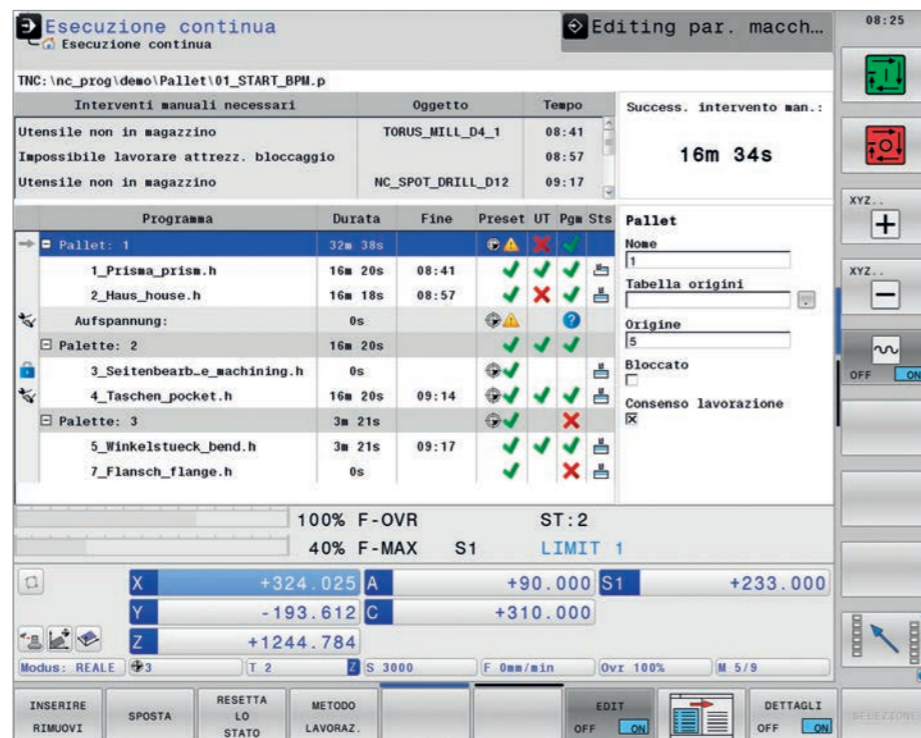 Esecuzione continua
Esecuzione continua
Editing par. macch...
08:25
TNC:\nc_prog\demo\Pallet\01_START_BPM.p
Interventi manuali necessari Oggetto Tempo
Utensile non in magazzino TORUS_MILL_D4_1 08:41
Impossibile lavorare attrezz. bloccaggio 08:57
Utensile non in magazzino NC_SPOT_DRILL_D12 09:17
Success. intervento man.:
16m 34s
Programma Durata Fine Preset UT Pgm Sts
Pallet: 1 32m 38s
1_Prisma_prism.h 16m 20s 08:41
2_Haus_house.h 16m 18s 08:57
Aufspannung: 0s
Palette: 2 16m 20s
3_Seitenbearb…e_machining.h 0s
4_Taschen_pocket.h 16m 20s 09:14
Palette: 3 3m 21s
5_Winkelstueck_bend.h 3m 21s 09:17
7_Flansch_flange.h 0s
Pallet
Nome
1
Tabella origini
Origine
5
Bloccato
Consenso lavorazione
XYZ..
XYZ..
OFF ON
100% F-OVR ST:2
40% F-MAX S1 LIMIT 1
X +324.025 A +90.000 S1 +233.000
Y -193.612 C +310.000
Z +1244.784
Modus: REALE 3 T 2 Z S 3000 F 0mm/min Ovr 100% M 5/9
INSERIRE
RIMUOVI
SPOSTA
RESETTA
LO
STATO
METODO
LAVORAZ.
EDIT
OFF ON
DETTAGLI
OFF ON
SELEZIONE